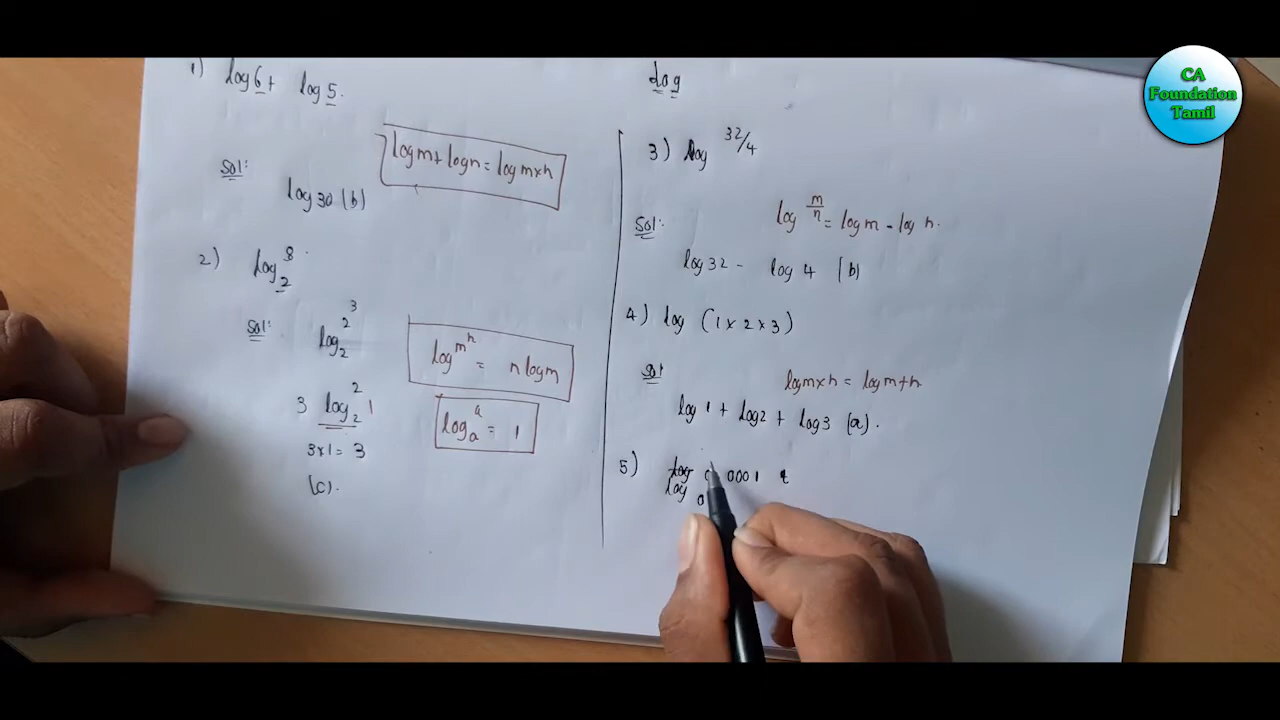 1) log 6 + log 5.
Sol:
log m + log n = log m×n
log 30 (b)
2) log₂ 8
Sol:
log₂ 2³
log mⁿ = n log m
3 log₂ 2 1
logₐ a = 1
3×1 = 3
(c).
Log
3) log 32/4
Sol:
log m/n = log m - log n.
log 32 - log 4 (b)
4) log (1 × 2 × 3)
Sol
log m×n = log m + n
log 1 + log 2 + log 3 (a).
5)
0001
log 0
CA
Foundation
Tamil